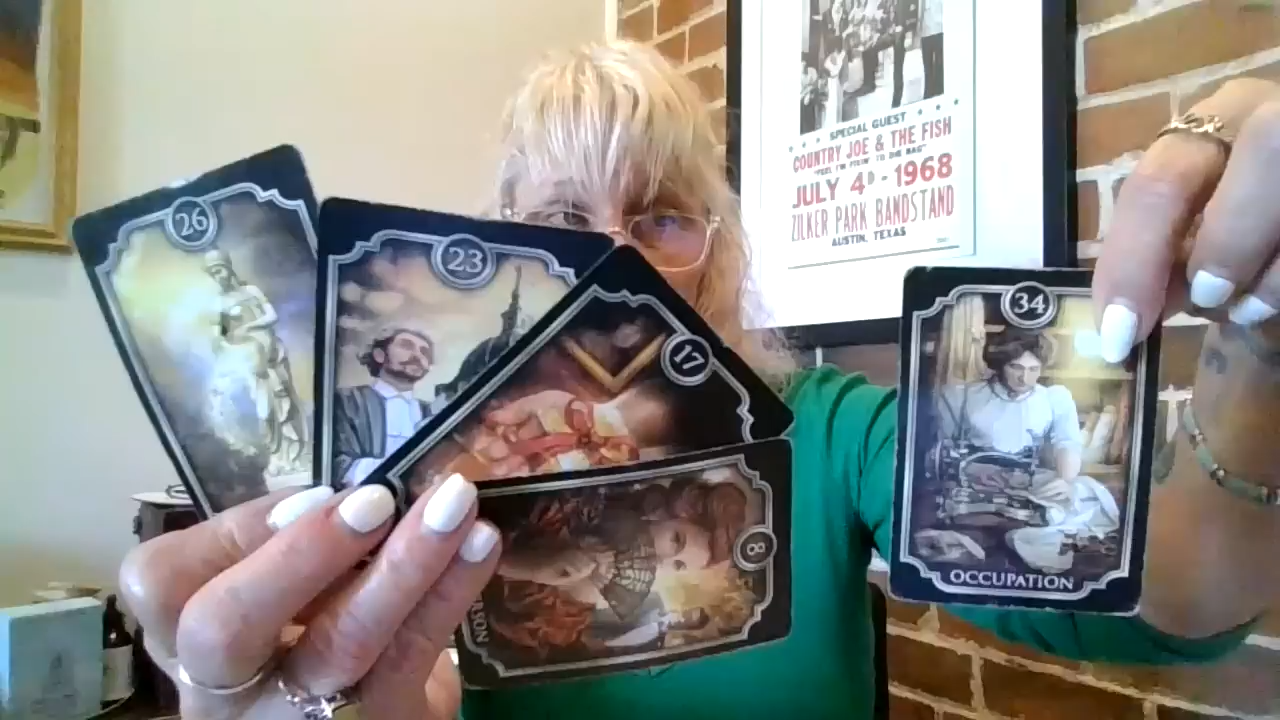 26
23
17
8
RSON
SPECIAL GUEST
COUNTRY JOE & THE FISH
JULY 4th - 1968
ZILKER PARK BANDSTAND
AUSTIN, TEXAS
34
OCCUPATION